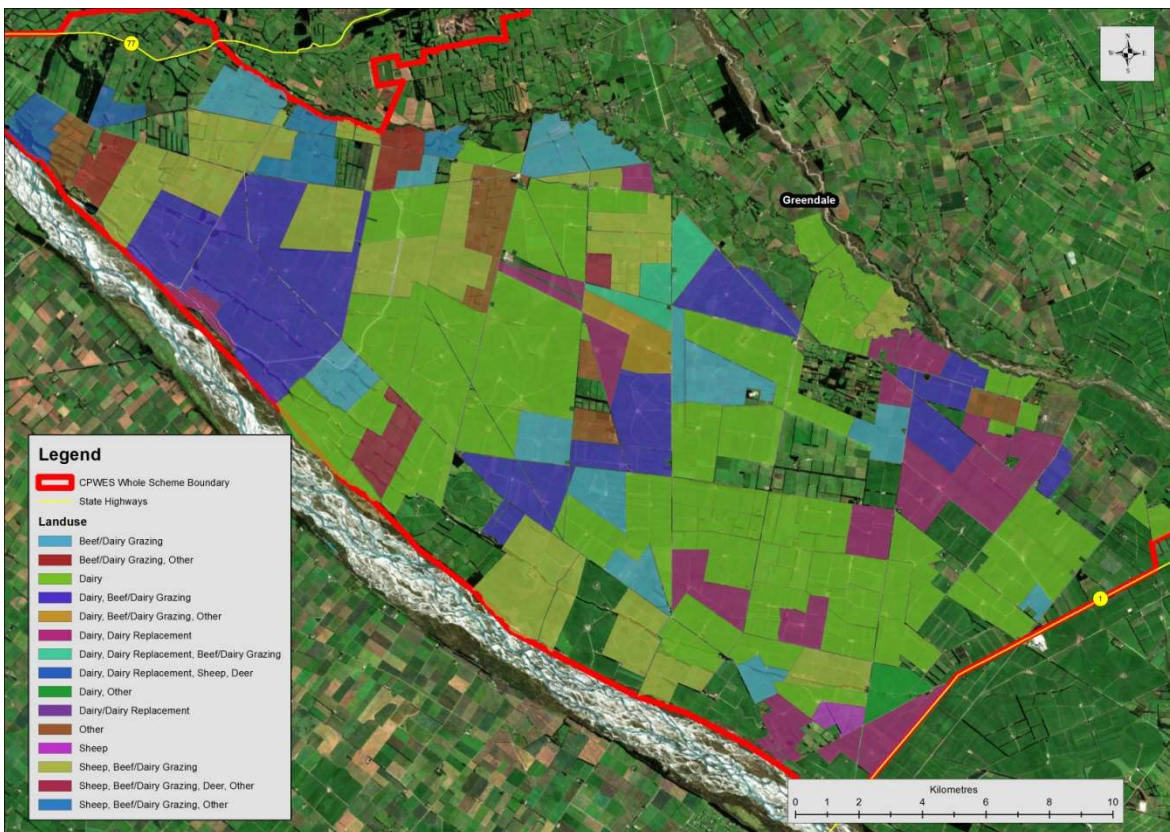 77
N
W E
S
Greendale
1
Legend
CPWES Whole Scheme Boundary
State Highways
Landuse
Beef/Dairy Grazing
Beef/Dairy Grazing, Other
Dairy
Dairy, Beef/Dairy Grazing
Dairy, Beef/Dairy Grazing, Other
Dairy, Dairy Replacement
Dairy, Dairy Replacement, Beef/Dairy Grazing
Dairy, Dairy Replacement, Sheep, Deer
Dairy, Other
Dairy/Dairy Replacement
Other
Sheep
Sheep, Beef/Dairy Grazing
Sheep, Beef/Dairy Grazing, Deer, Other
Sheep, Beef/Dairy Grazing, Other
Kilometres
0 1 2 4 6 8 10